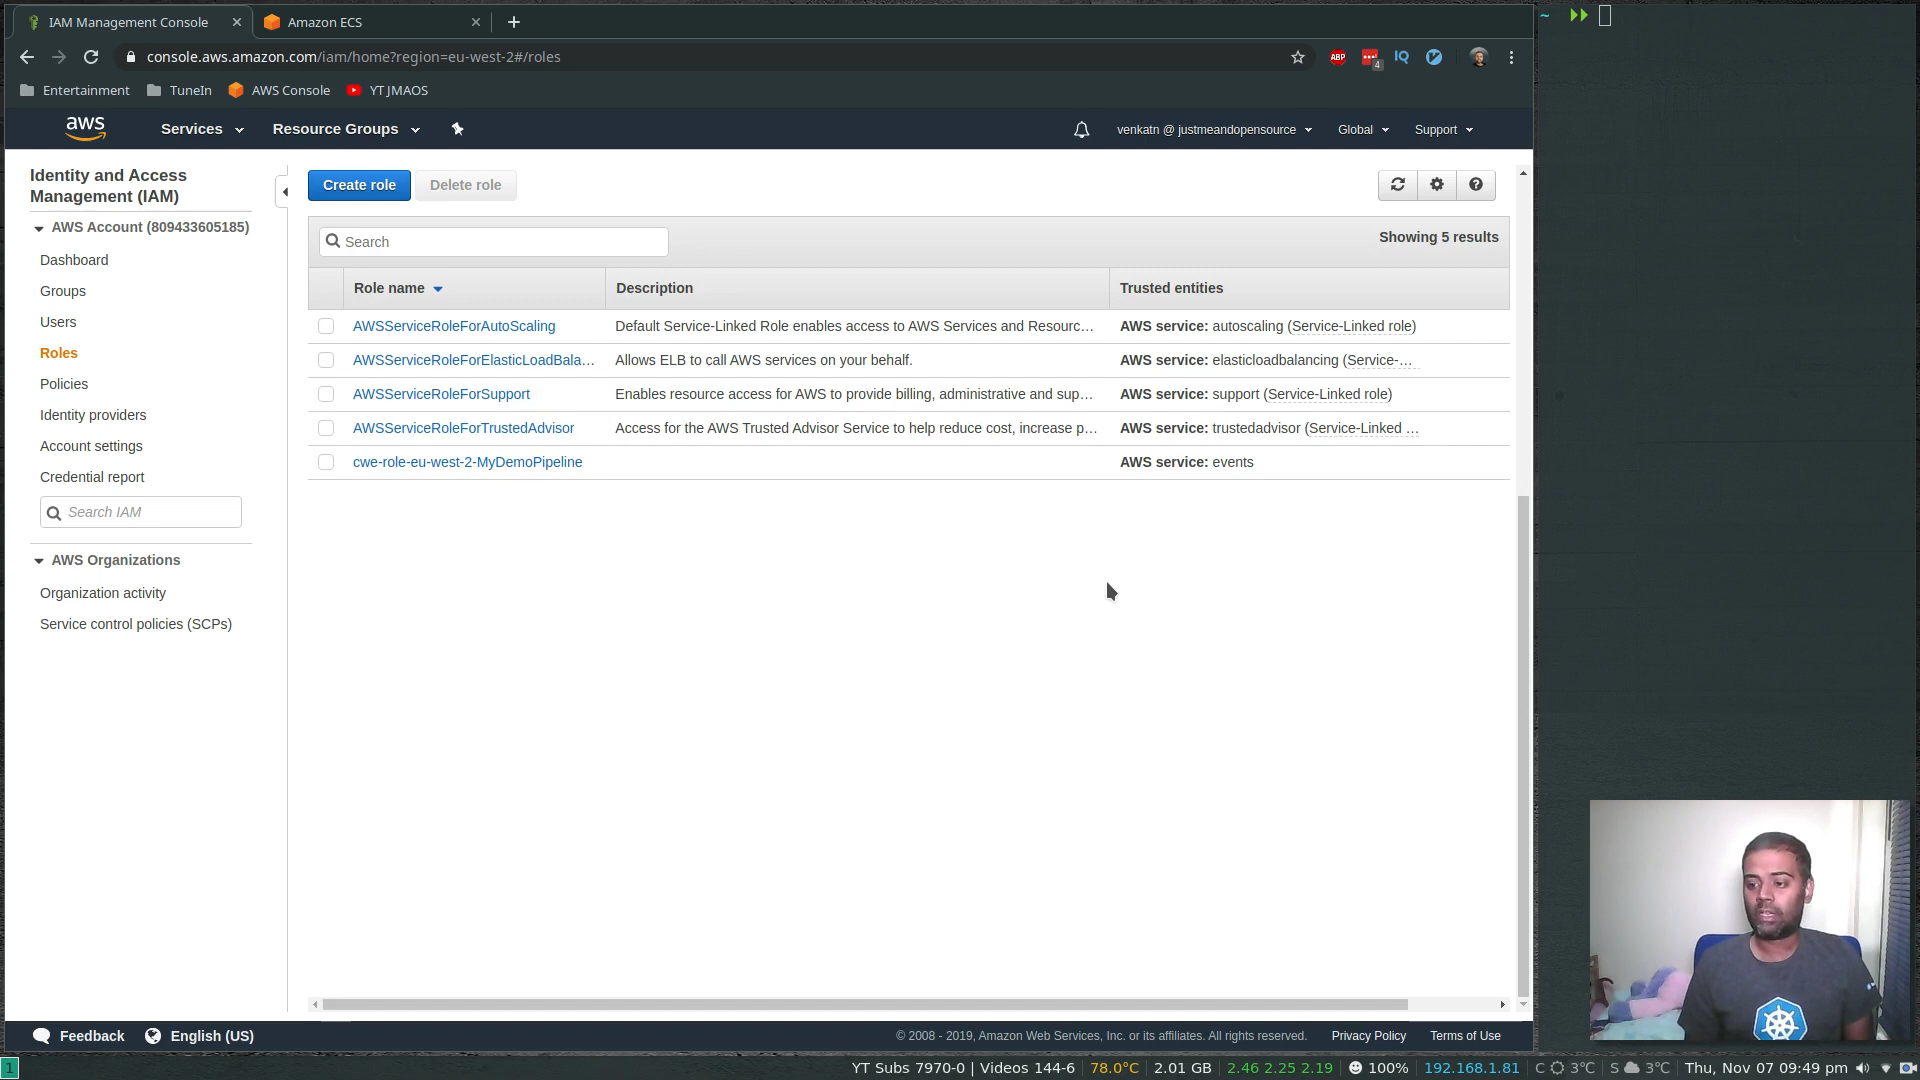 IAM Management Console
Amazon ECS
~
console.aws.amazon.com/iam/home?region=eu-west-2#/roles
ABP
4
IQ
Entertainment
TuneIn
AWS Console
YT JMAOS
aws
Services
Resource Groups
venkatn @ justmeandopensource
Global
Support
Identity and Access
Management (IAM)
AWS Account (809433605185)
Dashboard
Groups
Users
Roles
Policies
Identity providers
Account settings
Credential report
Search IAM
AWS Organizations
Organization activity
Service control policies (SCPs)
Create role
Delete role
Search
Showing 5 results
Role name
Description
Trusted entities
AWSServiceRoleForAutoScaling
Default Service-Linked Role enables access to AWS Services and Resourc…
AWS service: autoscaling (Service-Linked role)
AWSServiceRoleForElasticLoadBala…
Allows ELB to call AWS services on your behalf.
AWS service: elasticloadbalancing (Service-…
AWSServiceRoleForSupport
Enables resource access for AWS to provide billing, administrative and sup…
AWS service: support (Service-Linked role)
AWSServiceRoleForTrustedAdvisor
Access for the AWS Trusted Advisor Service to help reduce cost, increase p…
AWS service: trustedadvisor (Service-Linked …
cwe-role-eu-west-2-MyDemoPipeline
AWS service: events
Feedback
English (US)
© 2008 - 2019, Amazon Web Services, Inc. or its affiliates. All rights reserved.
Privacy Policy
Terms of Use
1
YT Subs 7970-0 | Videos 144-6
78.0°C
2.01 GB
2.46 2.25 2.19
100%
192.168.1.81
C 3°C
S 3°C
Thu, Nov 07 09:49 pm